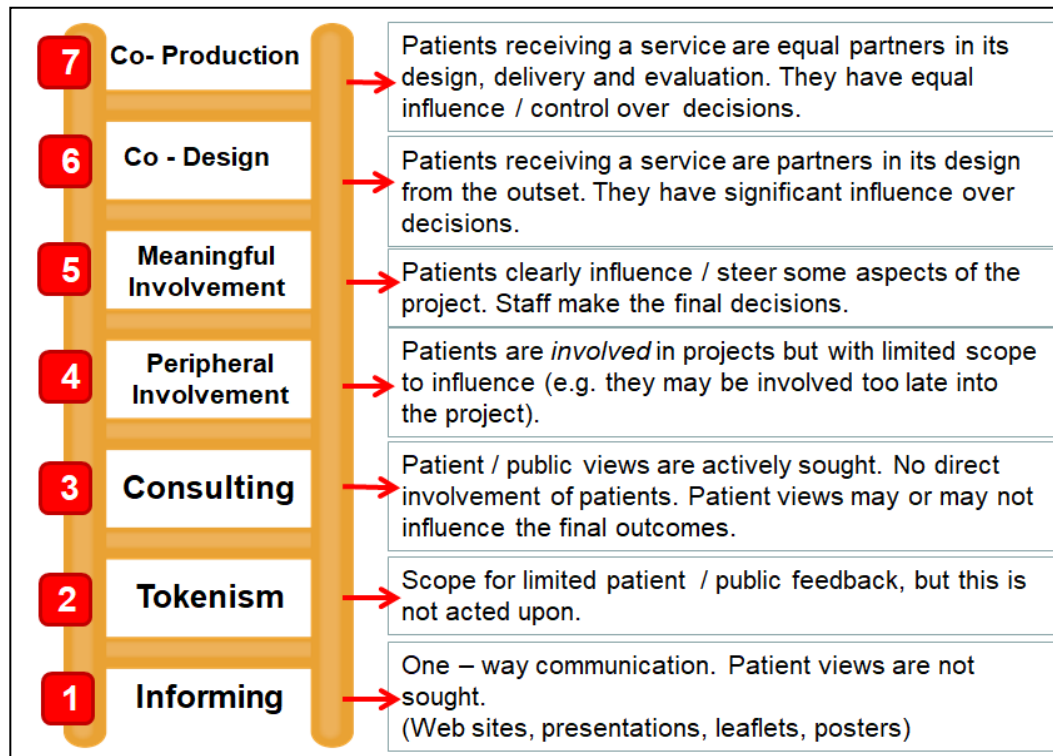 7
Co- Production
Patients receiving a service are equal partners in its
design, delivery and evaluation. They have equal
influence / control over decisions.
6
Co - Design
Patients receiving a service are partners in its design
from the outset. They have significant influence over
decisions.
5
Meaningful
Involvement
Patients clearly influence / steer some aspects of the
project. Staff make the final decisions.
4
Peripheral
Involvement
Patients are involved in projects but with limited scope
to influence (e.g. they may be involved too late into
the project).
3
Consulting
Patient / public views are actively sought. No direct
involvement of patients. Patient views may or may not
influence the final outcomes.
2
Tokenism
Scope for limited patient / public feedback, but this is
not acted upon.
1
Informing
One – way communication. Patient views are not
sought.
(Web sites, presentations, leaflets, posters)